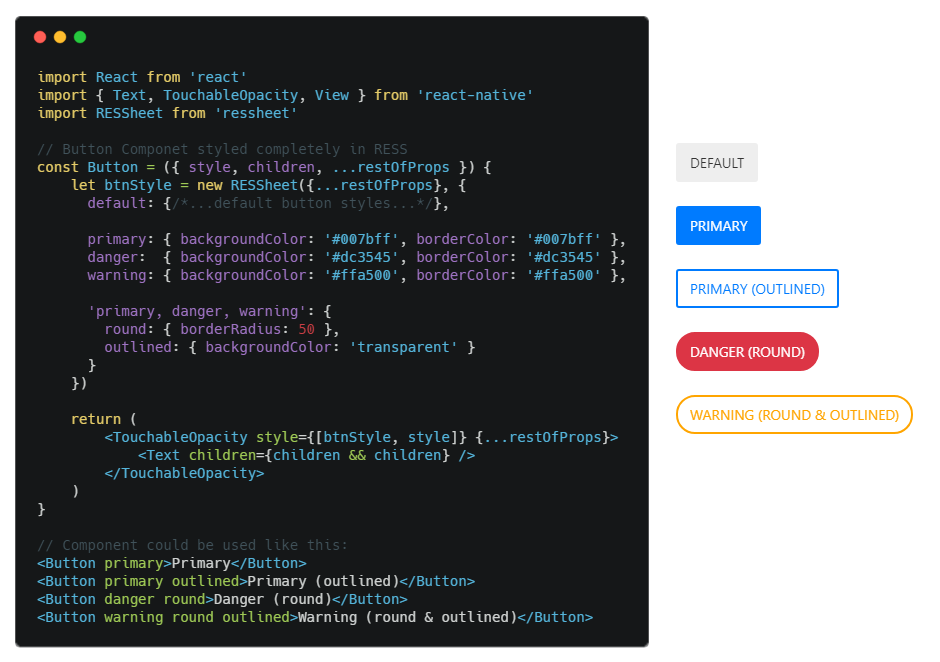 import React from 'react'
import { Text, TouchableOpacity, View } from 'react-native'
import RESSheet from 'ressheet'

// Button Componet styled completely in RESS
const Button = ({ style, children, ...restOfProps }) {
    let btnStyle = new RESSheet({...restOfProps}, {
      default: {/*...default button styles...*/},

      primary: { backgroundColor: '#007bff', borderColor: '#007bff' },
      danger:  { backgroundColor: '#dc3545', borderColor: '#dc3545' },
      warning: { backgroundColor: '#ffa500', borderColor: '#ffa500' },

      'primary, danger, warning': {
        round: { borderRadius: 50 },
        outlined: { backgroundColor: 'transparent' }
      }
    })

    return (
        <TouchableOpacity style={[btnStyle, style]} {...restOfProps}>
            <Text children={children && children} />
        </TouchableOpacity>
    )
}

// Component could be used like this:
<Button primary>Primary</Button>
<Button primary outlined>Primary (outlined)</Button>
<Button danger round>Danger (round)</Button>
<Button warning round outlined>Warning (round & outlined)</Button>

DEFAULT
PRIMARY
PRIMARY (OUTLINED)
DANGER (ROUND)
WARNING (ROUND & OUTLINED)